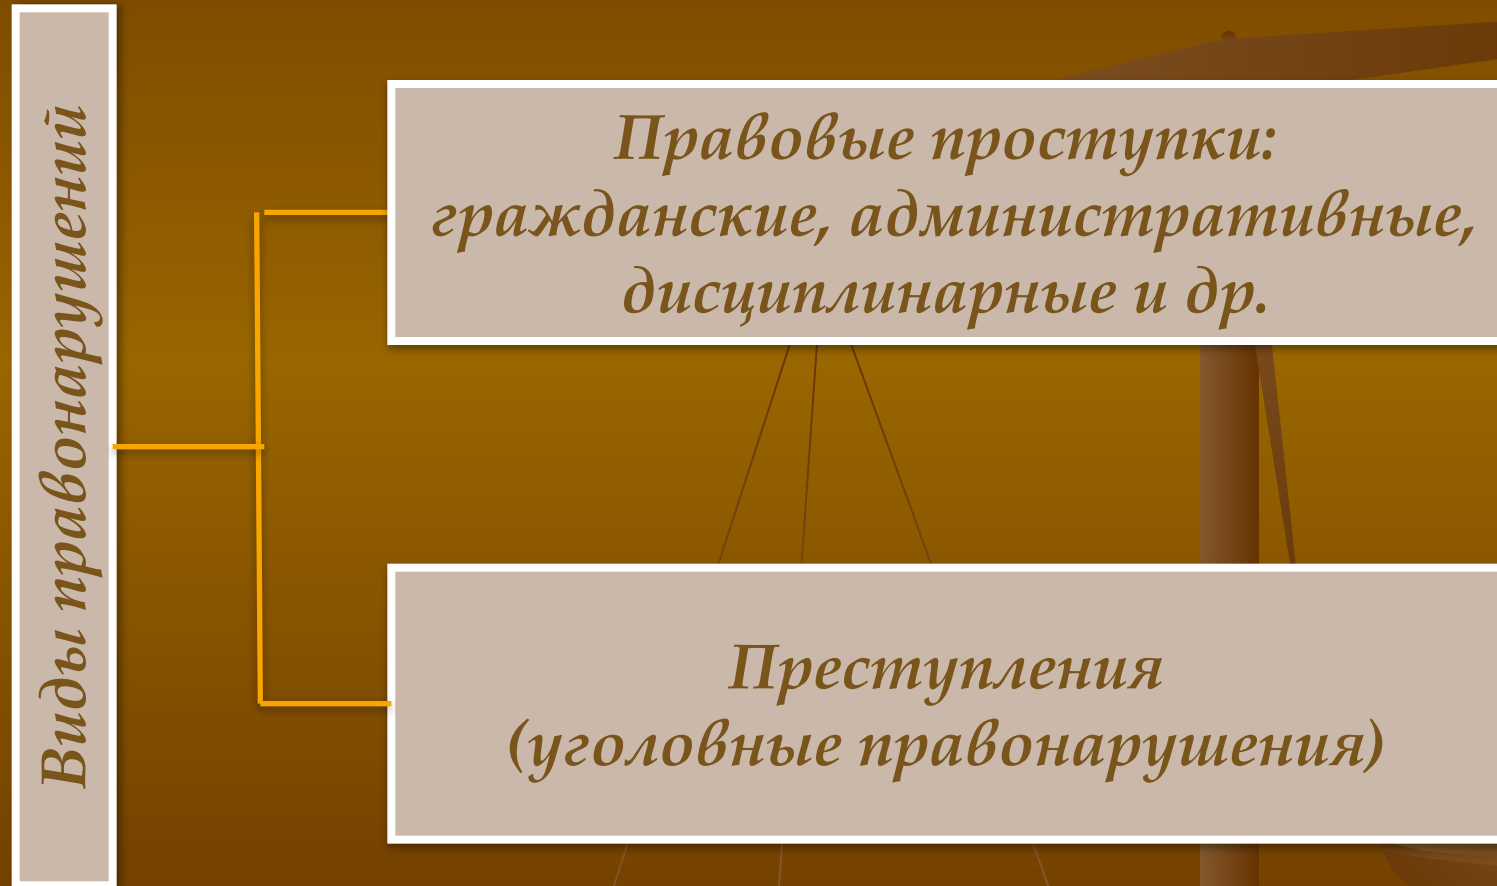 Виды правонарушений
Правовые проступки:
гражданские, административные,
дисциплинарные и др.
Преступления
(уголовные правонарушения)